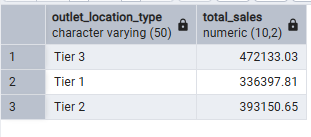 outlet_location_type total_sales
character varying (50) numeric (10,2)
1 Tier 3 472133.03
2 Tier 1 336397.81
3 Tier 2 393150.65